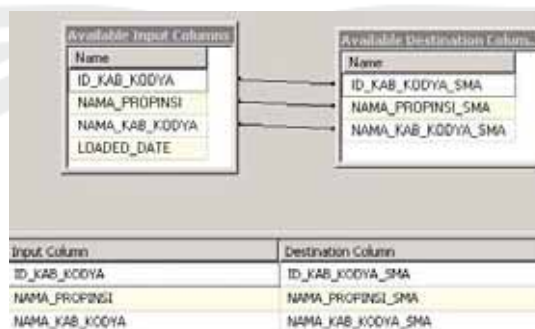 Available Input Columns
Name
ID_KAB_KODYA
NAMA_PROPINSI
NAMA_KAB_KODYA
LOADED_DATE
Available Destination Colum...
Name
ID_KAB_KODYA_SMA
NAMA_PROPINSI_SMA
NAMA_KAB_KODYA_SMA
Input Column Destination Column
ID_KAB_KODYA ID_KAB_KODYA_SMA
NAMA_PROPINSI NAMA_PROPINSI_SMA
NAMA_KAB_KODYA NAMA_KAB_KODYA_SMA